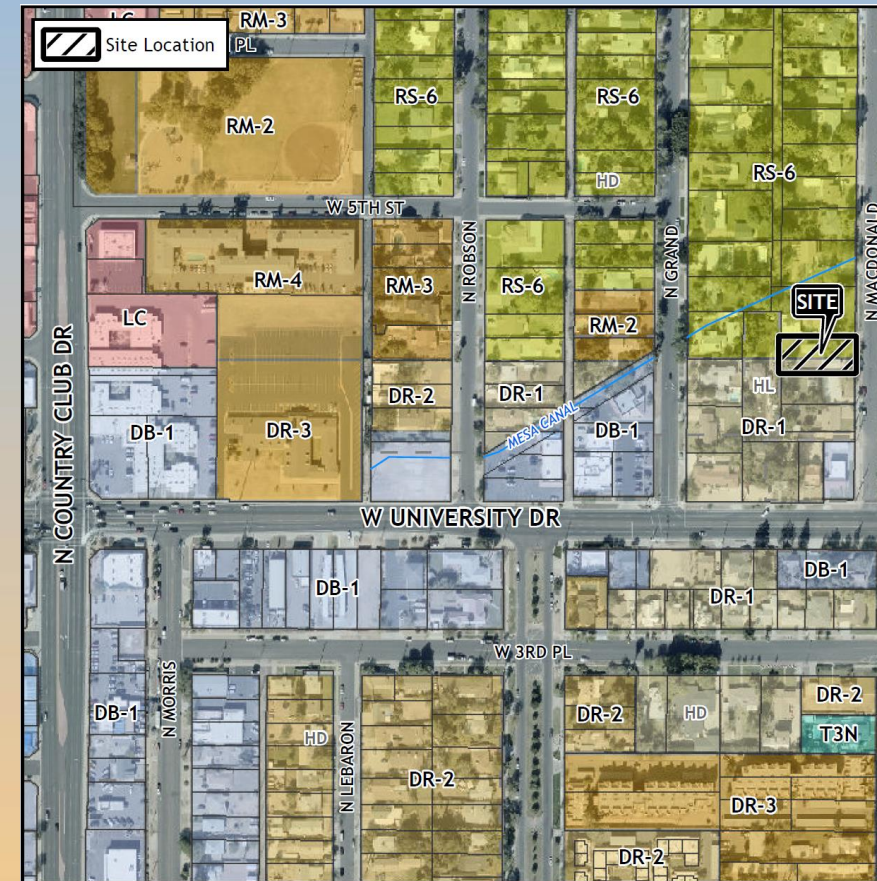 LC
RM-3
Site Location
PL
RS-6
RS-6
RM-2
RS-6
HD
W 5TH ST
N ROBSON
N GRAND
N MACDONALD
RM-4
RM-3
RS-6
SITE
LC
RM-2
DR-2
DR-1
HL
DB-1
DR-3
MESA CANAL
DB-1
DR-1
N COUNTRY CLUB DR
W UNIVERSITY DR
DB-1
DB-1
DR-1
W 3RD PL
N MORRIS
DR-2
DB-1
HD
DR-2
HD
T3N
N LEBARON
DR-2
DR-3
DR-2